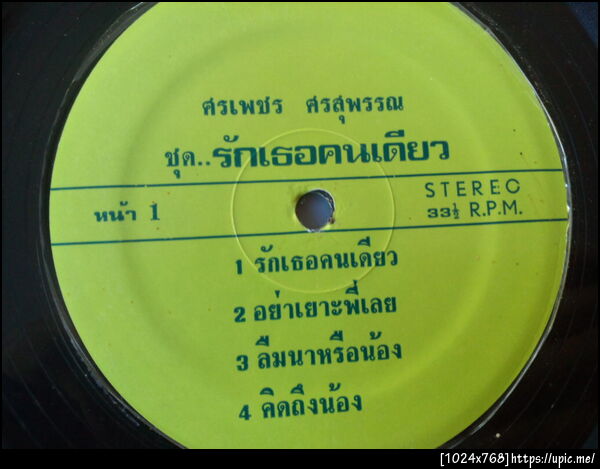 ศรเพชร ศรสุพรรณ
ชุด..รักเธอคนเดียว
หน้า 1
STEREO
33½ R.P.M.
1 รักเธอคนเดียว
2 อย่าเยาะพี่เลย
3 ลืมนาหรือน้อง
4 คิดถึงน้อง
[1024x768]https://upic.me/